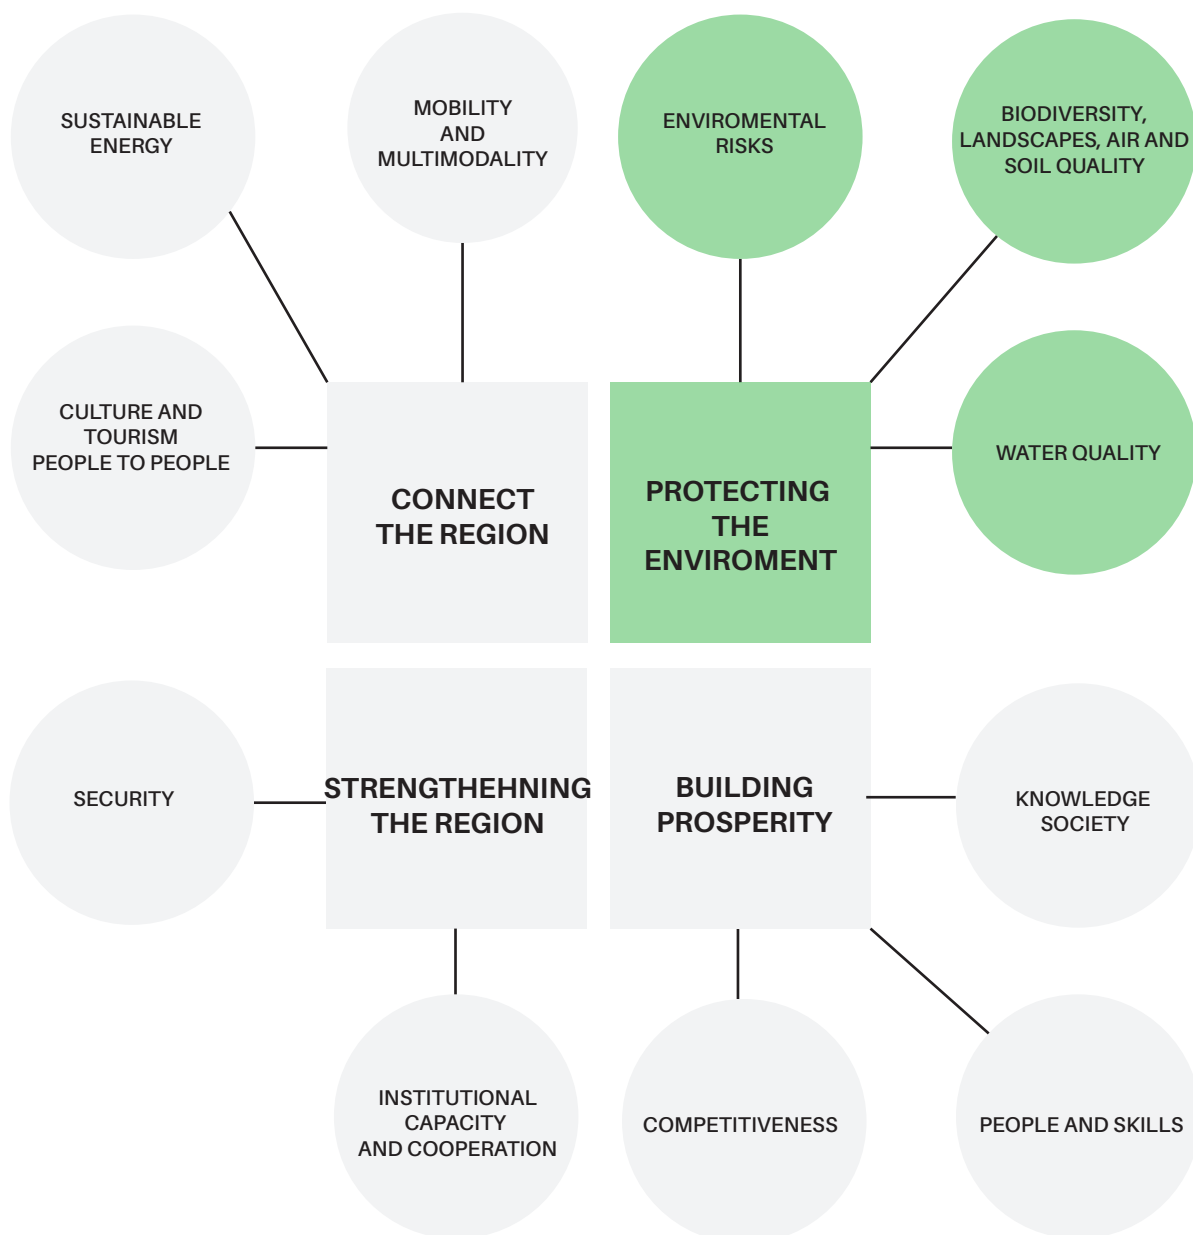 SUSTAINABLE
ENERGY
MOBILITY
AND
MULTIMODALITY
ENVIROMENTAL
RISKS
BIODIVERSITY,
LANDSCAPES, AIR AND
SOIL QUALITY
CULTURE AND
TOURISM
PEOPLE TO PEOPLE
CONNECT
THE REGION
PROTECTING
THE
ENVIROMENT
WATER QUALITY
SECURITY
STRENGTHEHNING
THE REGION
BUILDING
PROSPERITY
KNOWLEDGE
SOCIETY
INSTITUTIONAL
CAPACITY
AND COOPERATION
COMPETITIVENESS
PEOPLE AND SKILLS